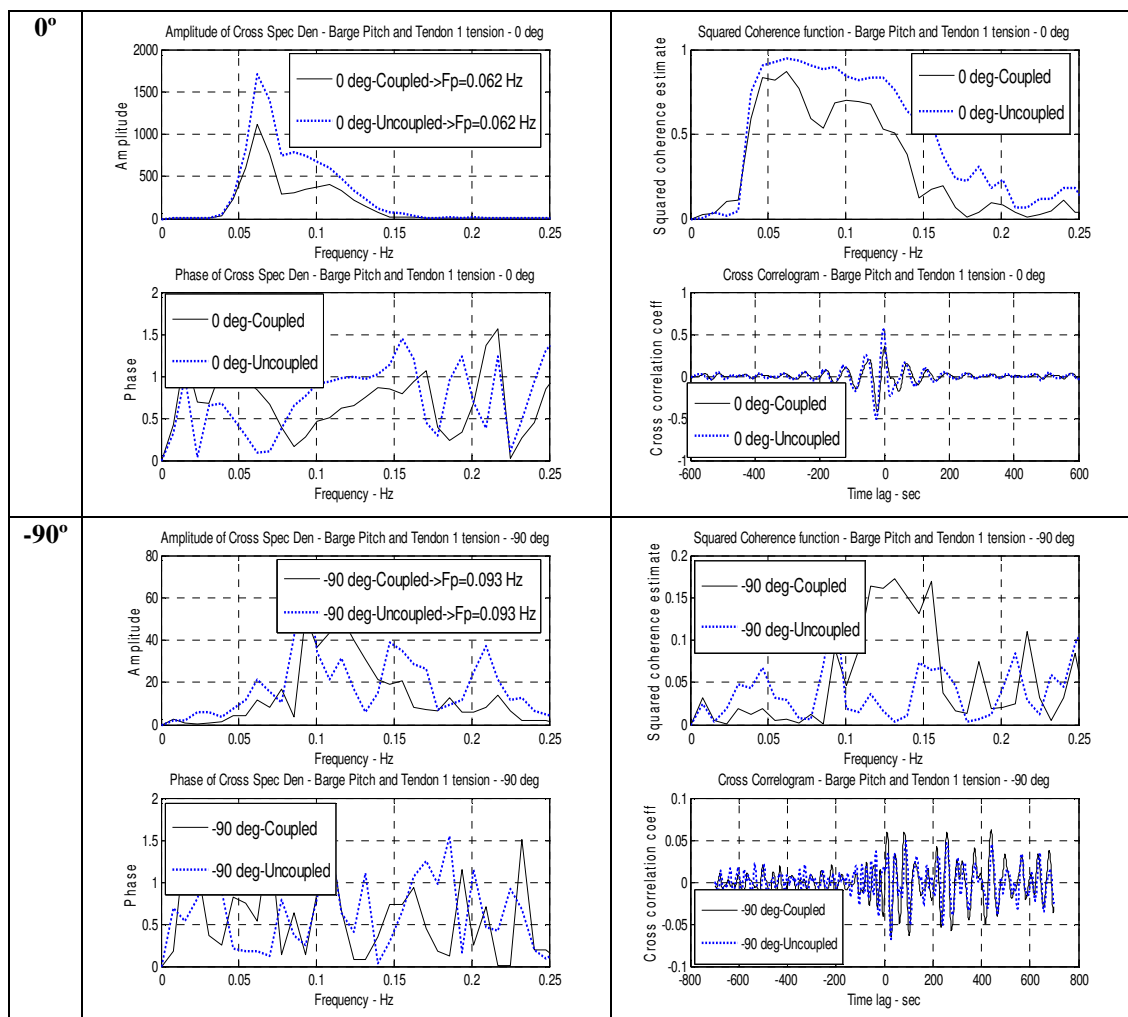 0º
Amplitude of Cross Spec Den - Barge Pitch and Tendon 1 tension - 0 deg
2000
1500
1000
500
0
Amplitude
0 deg-Coupled->Fp=0.062 Hz
0 deg-Uncoupled->Fp=0.062 Hz
0 0.05 0.1 0.15 0.2 0.25
Frequency - Hz
Phase of Cross Spec Den - Barge Pitch and Tendon 1 tension - 0 deg
2
1.5
1
0.5
0
Phase
0 deg-Coupled
0 deg-Uncoupled
0 0.05 0.1 0.15 0.2 0.25
Frequency - Hz
Squared Coherence function - Barge Pitch and Tendon 1 tension - 0 deg
1
0.5
0
Squared coherence estimate
0 deg-Coupled
0 deg-Uncoupled
0 0.05 0.1 0.15 0.2 0.25
Frequency - Hz
Cross Correlogram - Barge Pitch and Tendon 1 tension - 0 deg
1
0.5
0
-0.5
-1
Cross correlation coeff
0 deg-Coupled
0 deg-Uncoupled
-600 -400 -200 0 200 400 600
Time lag - sec
-90º
Amplitude of Cross Spec Den - Barge Pitch and Tendon 1 tension - -90 deg
80
60
40
20
0
Amplitude
-90 deg-Coupled->Fp=0.093 Hz
-90 deg-Uncoupled->Fp=0.093 Hz
0 0.05 0.1 0.15 0.2 0.25
Frequency - Hz
Phase of Cross Spec Den - Barge Pitch and Tendon 1 tension - -90 deg
2
1.5
1
0.5
0
Phase
-90 deg-Coupled
-90 deg-Uncoupled
0 0.05 0.1 0.15 0.2 0.25
Frequency - Hz
Squared Coherence function - Barge Pitch and Tendon 1 tension - -90 deg
0.2
0.15
0.1
0.05
0
Squared coherence estimate
-90 deg-Coupled
-90 deg-Uncoupled
0 0.05 0.1 0.15 0.2 0.25
Frequency - Hz
Cross Correlogram - Barge Pitch and Tendon 1 tension - -90 deg
0.1
0.05
0
-0.05
-0.1
Cross correlation coeff
-90 deg-Coupled
-90 deg-Uncoupled
-800 -600 -400 -200 0 200 400 600 800
Time lag - sec